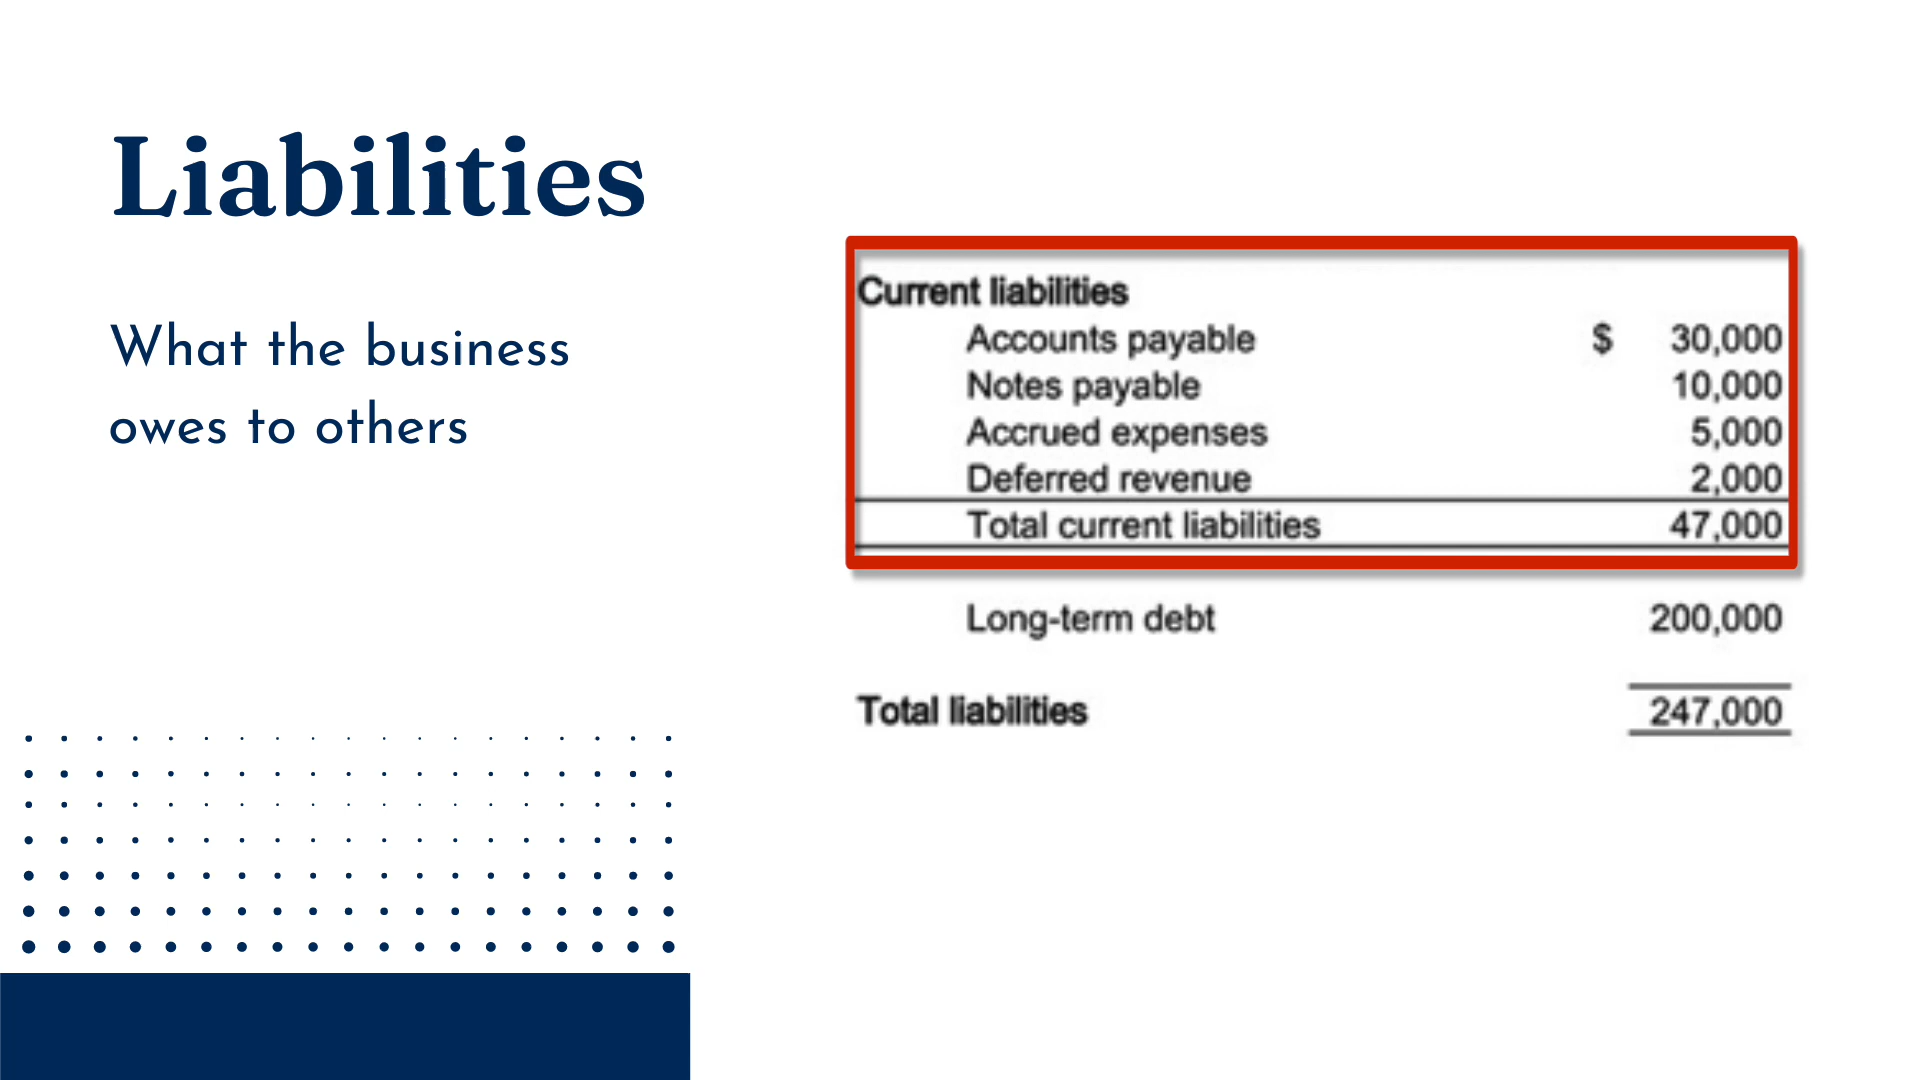 Liabilities
What the business
owes to others
Current liabilities
Accounts payable $ 30,000
Notes payable 10,000
Accrued expenses 5,000
Deferred revenue 2,000
Total current liabilities 47,000
Long-term debt 200,000
Total liabilities 247,000